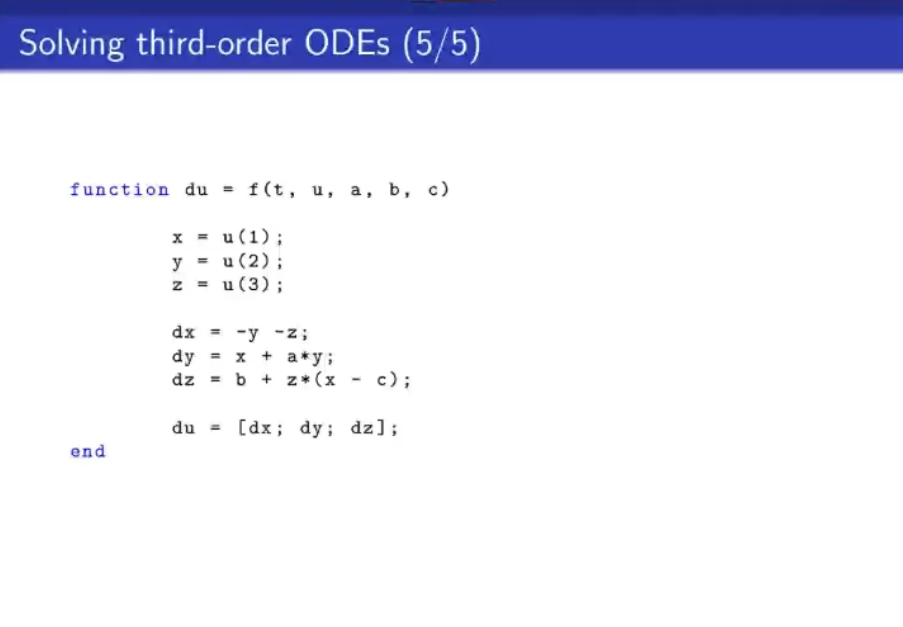 Solving third-order ODEs (5/5)
function du = f(t, u, a, b, c)
x = u(1);
y = u(2);
z = u(3);
dx = -y -z;
dy = x + a*y;
dz = b + z*(x - c);
du = [dx; dy; dz];
end